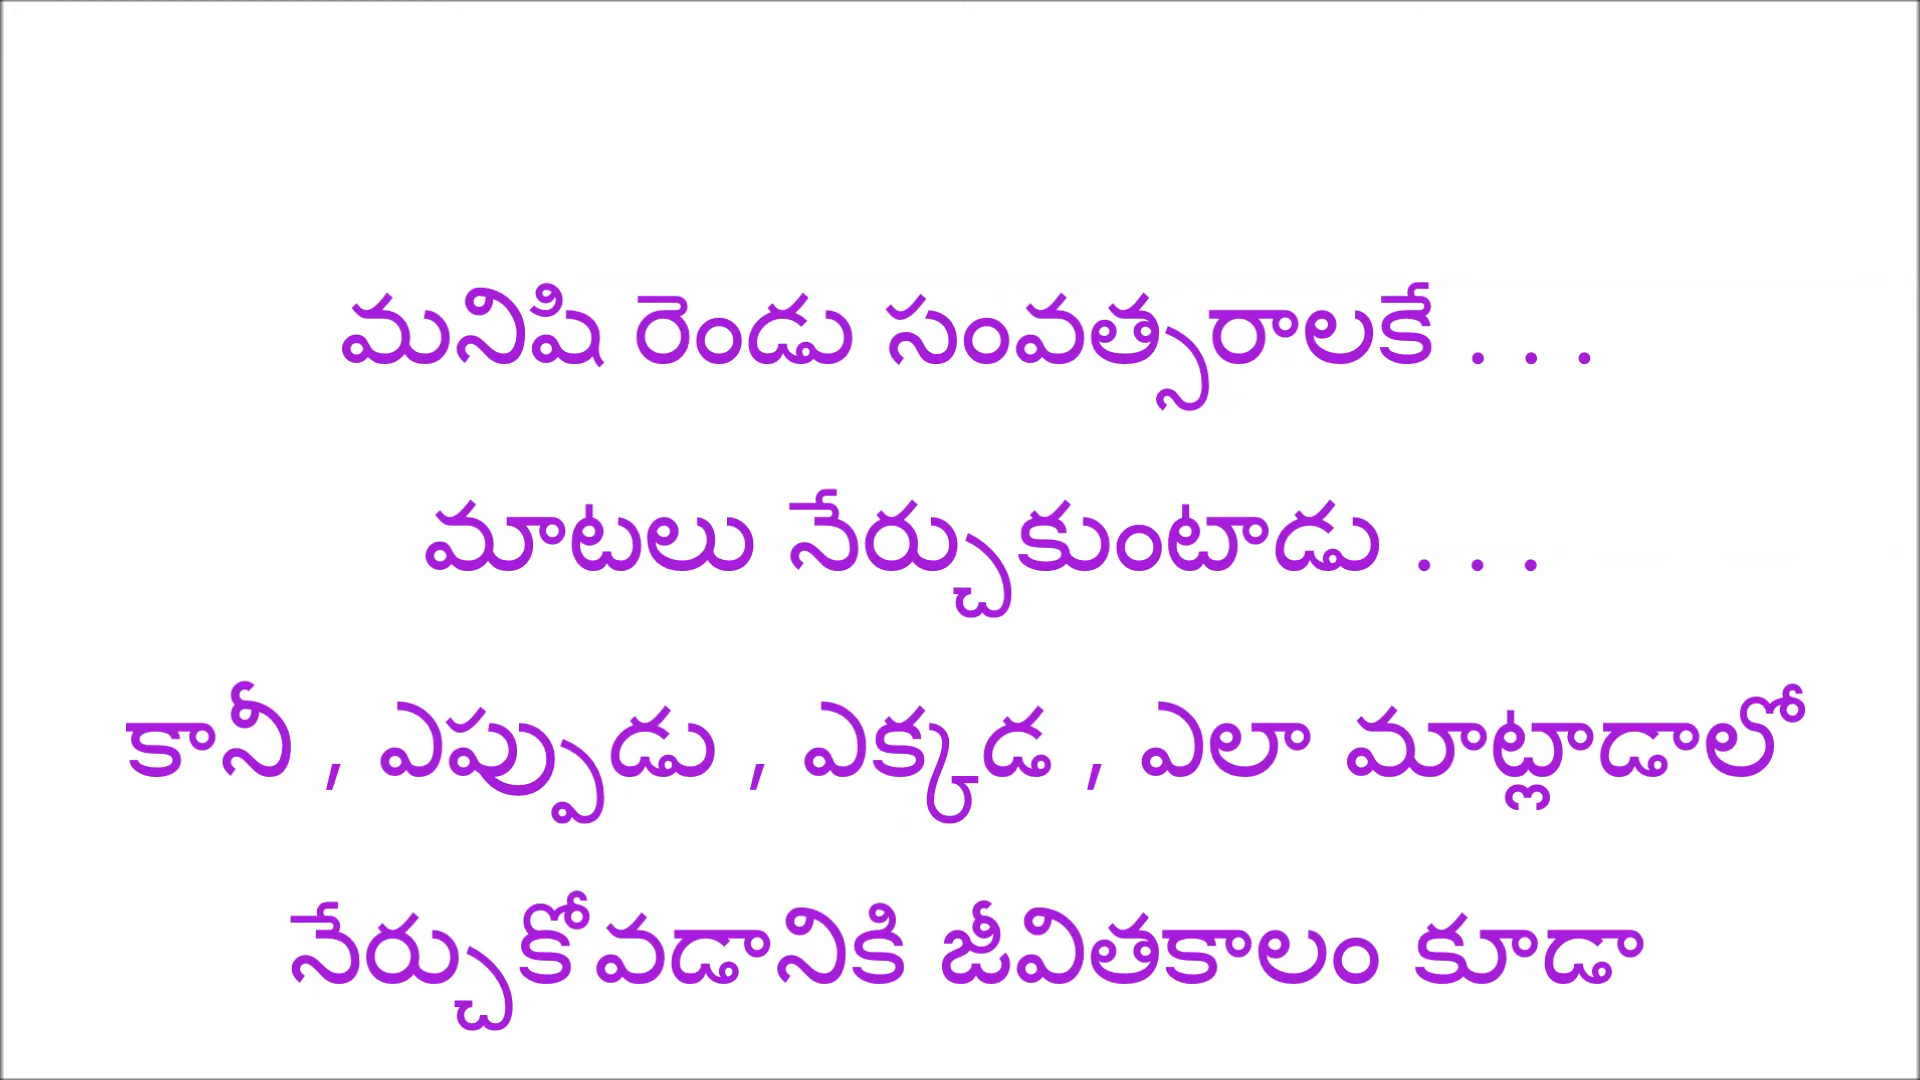 మనిషి రెండు సంవత్సరాలకే . . .
మాటలు నేర్చుకుంటాడు . . .
కానీ , ఎప్పుడు , ఎక్కడ , ఎలా మాట్లాడాలో
నేర్చుకోవడానికి జీవితకాలం కూడా